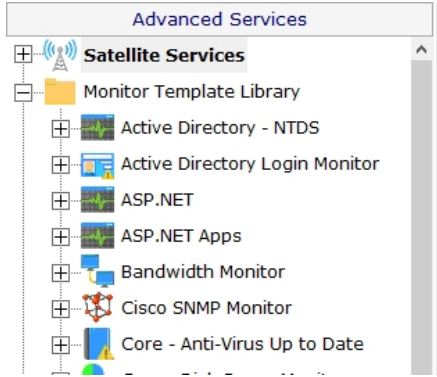 Advanced Services
Satellite Services
Monitor Template Library
Active Directory - NTDS
Active Directory Login Monitor
ASP.NET
ASP.NET Apps
Bandwidth Monitor
Cisco SNMP Monitor
Core - Anti-Virus Up to Date